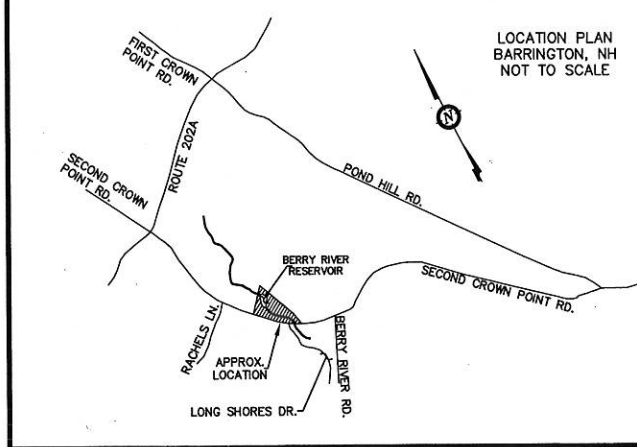 LOCATION PLAN
BARRINGTON, NH
NOT TO SCALE
FIRST CROWN
POINT RD.
ROUTE 202A
SECOND CROWN
POINT RD.
N
POND HILL RD.
BERRY RIVER
RESERVOIR
SECOND CROWN POINT RD.
RACHELS LN.
APPROX.
LOCATION
BERRY RIVER RD.
LONG SHORES DR.